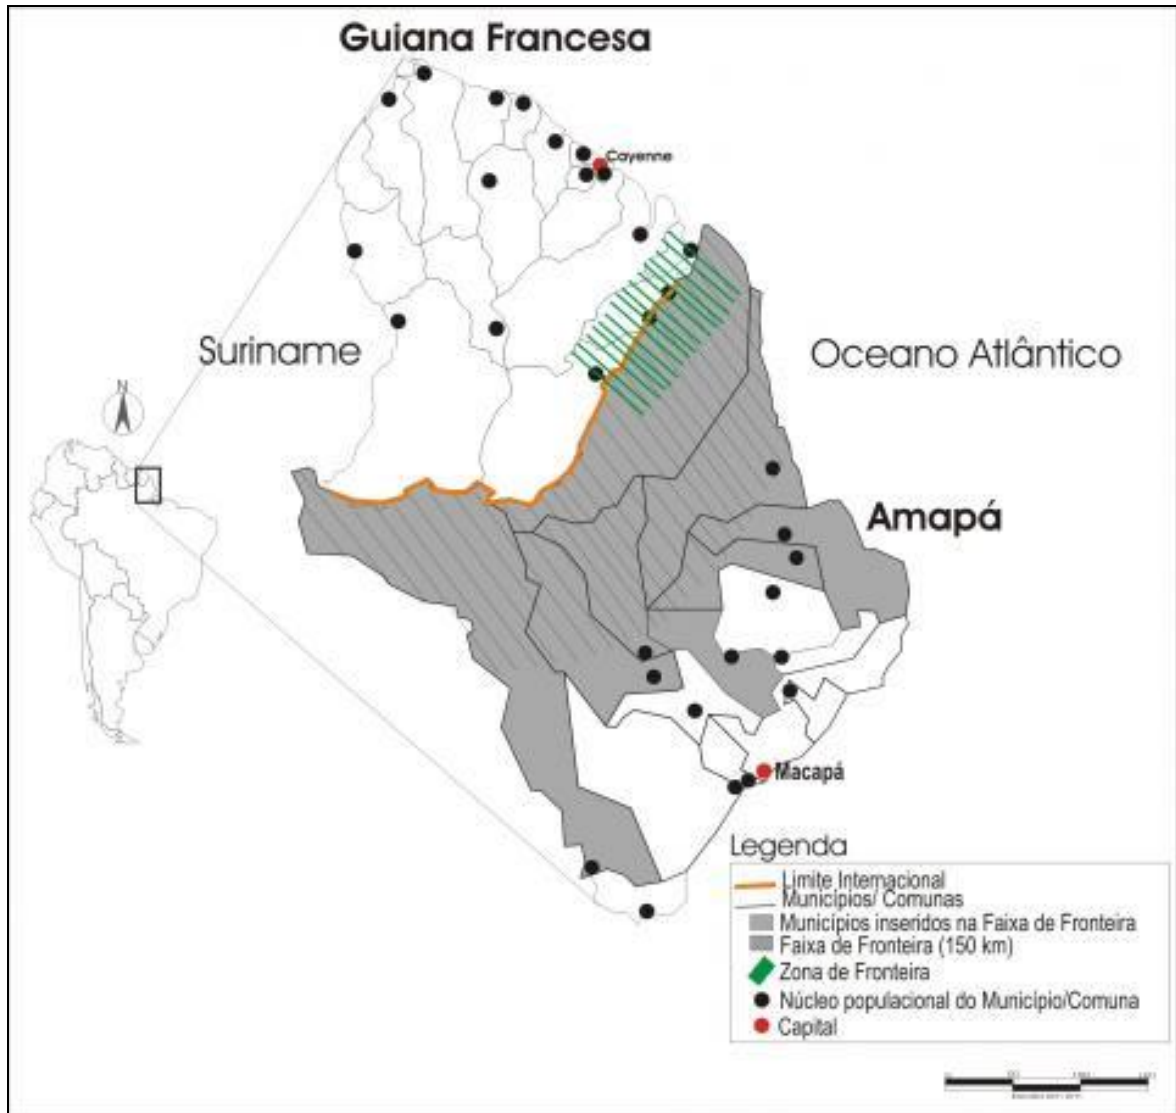 Guiana Francesa
Cayenne
Suriname
Oceano Atlântico
N
Amapá
Macapá
Legenda
Limite Internacional
Municípios/ Comunas
Municípios inseridos na Faixa de Fronteira
Faixa de Fronteira (150 km)
Zona de Fronteira
Núcleo populacional do Município/Comuna
Capital